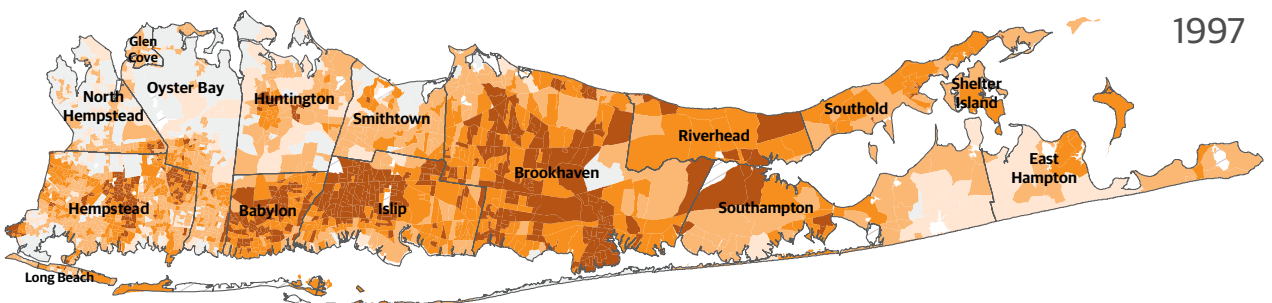 1997
Glen
Cove
Oyster Bay
North
Hempstead
Huntington
Smithtown
Shelter
Island
Southold
Riverhead
Brookhaven
East
Hampton
Hempstead
Babylon
Islip
Southampton
Long Beach